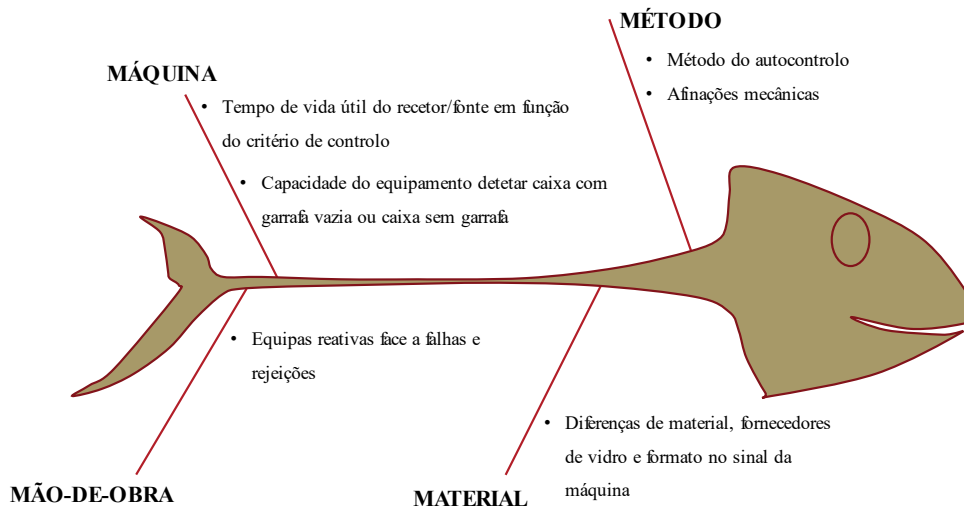 MÉTODO
• Método do autocontrolo
• Afinações mecânicas
MÁQUINA
• Tempo de vida útil do recetor/fonte em função
do critério de controlo
• Capacidade do equipamento detetar caixa com
garrafa vazia ou caixa sem garrafa
• Equipas reativas face a falhas e
rejeições
MÃO-DE-OBRA
• Diferenças de material, fornecedores
de vidro e formato no sinal da
máquina
MATERIAL